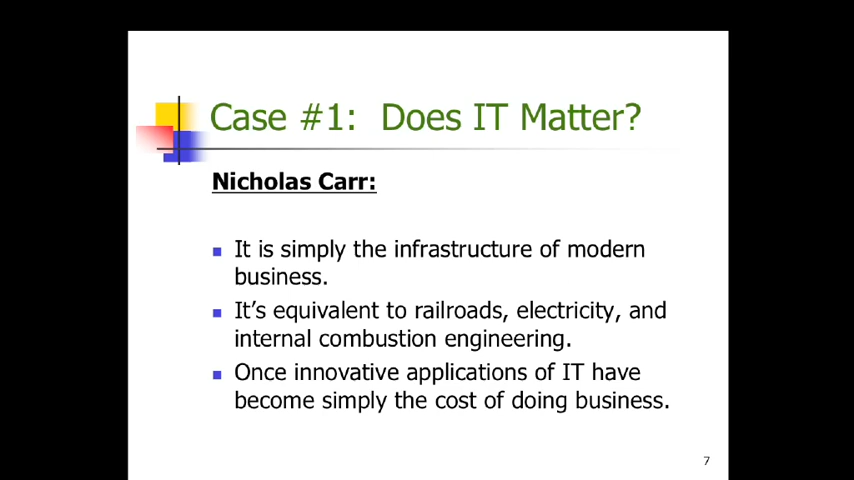 Case #1: Does IT Matter?
Nicholas Carr:
It is simply the infrastructure of modern
business.
It’s equivalent to railroads, electricity, and
internal combustion engineering.
Once innovative applications of IT have
become simply the cost of doing business.
7